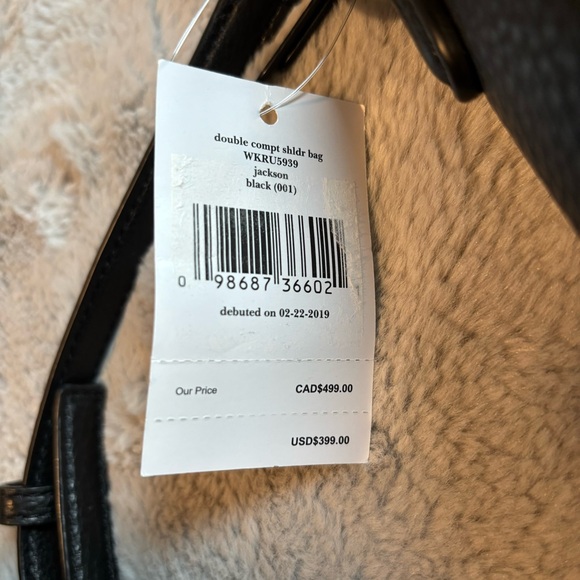 double compt shldr bag
WKRU5939
jackson
black (001)
0 98687 36602
debuted on 02-22-2019
Our Price CAD$499.00
USD$399.00